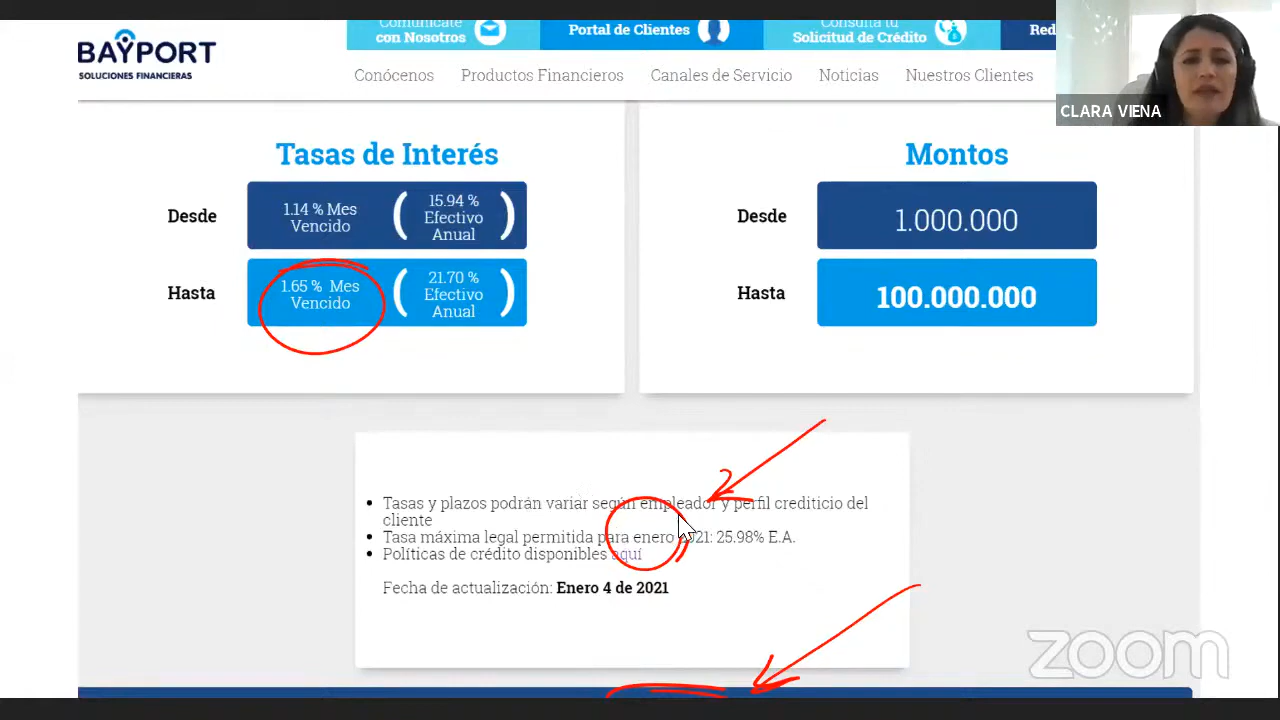 BAYPORT
SOLUCIONES FINANCIERAS
Comunícate
con Nosotros
Portal de Clientes
Consulta tu
Solicitud de Crédito
Red
Conócenos
Productos Financieros
Canales de Servicio
Noticias
Nuestros Clientes
CLARA VIENA
Tasas de Interés
Desde
1.14 % Mes
Vencido
( 15.94 %
Efectivo
Anual )
Hasta
1.65 % Mes
Vencido
( 21.70 %
Efectivo
Anual )
Montos
Desde
1.000.000
Hasta
100.000.000
2
Tasas y plazos podrán variar según empleador y perfil crediticio del
cliente
Tasa máxima legal permitida para enero 2021: 25.98% E.A.
Políticas de crédito disponibles aquí
Fecha de actualización: Enero 4 de 2021
zoom